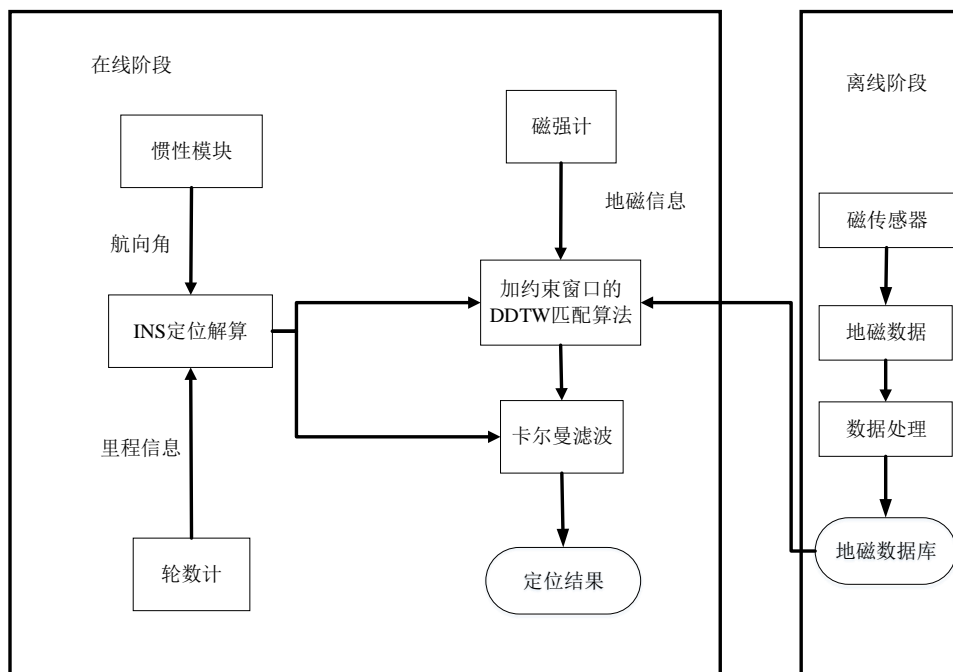 在线阶段
惯性模块
航向角
INS定位解算
里程信息
轮数计
磁强计
地磁信息
加约束窗口的
DDTW匹配算法
卡尔曼滤波
定位结果
离线阶段
磁传感器
地磁数据
数据处理
地磁数据库